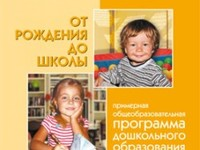 ОТ
РОЖДЕНИЯ ДО
ШКОЛЫ
примерная
общеобразовательная
программа
дошкольного
образования